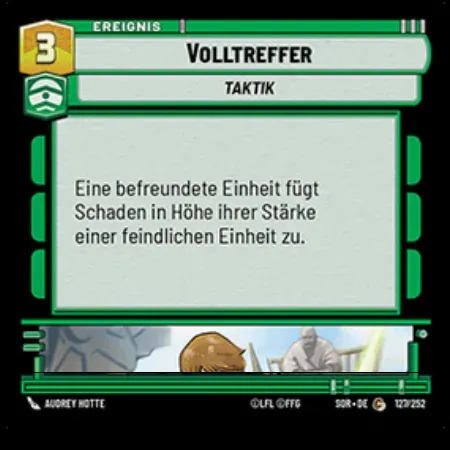 EREIGNIS
3
VOLLTREFFER
TAKTIK
Eine befreundete Einheit fügt
Schaden in Höhe ihrer Stärke
einer feindlichen Einheit zu.
AUDREY HOTTE ©LFL ©FFG SOR • DE C 127/252